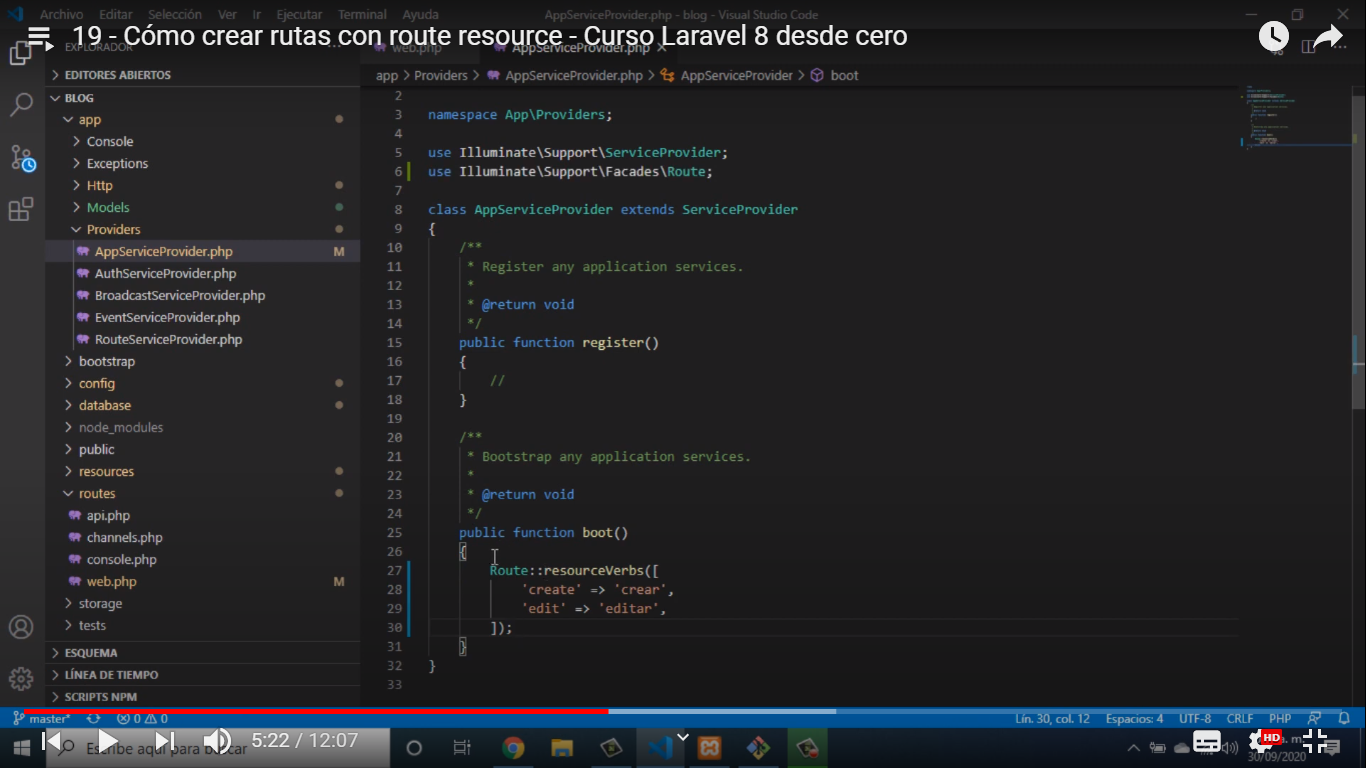 Archivo Editar Selección Ver Ir Ejecutar Terminal Ayuda
AppServiceProvider.php - blog - Visual Studio Code
19 - Cómo crear rutas con route resource - Curso Laravel 8 desde cero
EXPLORADOR
web.php
AppServiceProvider.php
EDITORES ABIERTOS
BLOG
app
Console
Exceptions
Http
Models
Providers
AppServiceProvider.php M
AuthServiceProvider.php
BroadcastServiceProvider.php
EventServiceProvider.php
RouteServiceProvider.php
bootstrap
config
database
node_modules
public
resources
routes
api.php
channels.php
console.php
web.php M
storage
tests
ESQUEMA
LÍNEA DE TIEMPO
SCRIPTS NPM
app > Providers > AppServiceProvider.php > AppServiceProvider > boot
2
3 namespace App\Providers;
4
5 use Illuminate\Support\ServiceProvider;
6 use Illuminate\Support\Facades\Route;
7
8 class AppServiceProvider extends ServiceProvider
9 {
10 /**
11 * Register any application services.
12 *
13 * @return void
14 */
15 public function register()
16 {
17 //
18 }
19
20 /**
21 * Bootstrap any application services.
22 *
23 * @return void
24 */
25 public function boot()
26 {
27 Route::resourceVerbs([
28 'create' => 'crear',
29 'edit' => 'editar',
30 ]);
31 }
32 }
33
master* 0 0
Lín. 30, col. 12 Espacios: 4 UTF-8 CRLF PHP
Escribe aquí para buscar
5:22 / 12:07
HD
30/09/2020